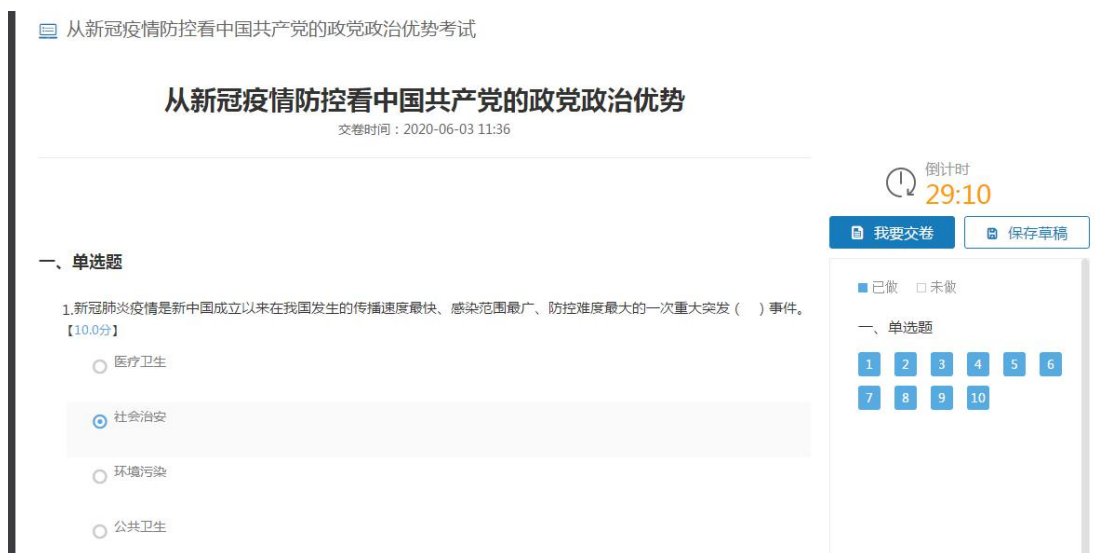 从新冠疫情防控看中国共产党的政党政治优势考试
从新冠疫情防控看中国共产党的政党政治优势
交卷时间：2020-06-03 11:36
倒计时
29:10
我要交卷
保存草稿
一、单选题
1.新冠肺炎疫情是新中国成立以来在我国发生的传播速度最快、感染范围最广、防控难度最大的一次重大突发（ ）事件。
【10.0分】
医疗卫生
社会治安
环境污染
公共卫生
已做 未做
一、单选题
1 2 3 4 5 6
7 8 9 10